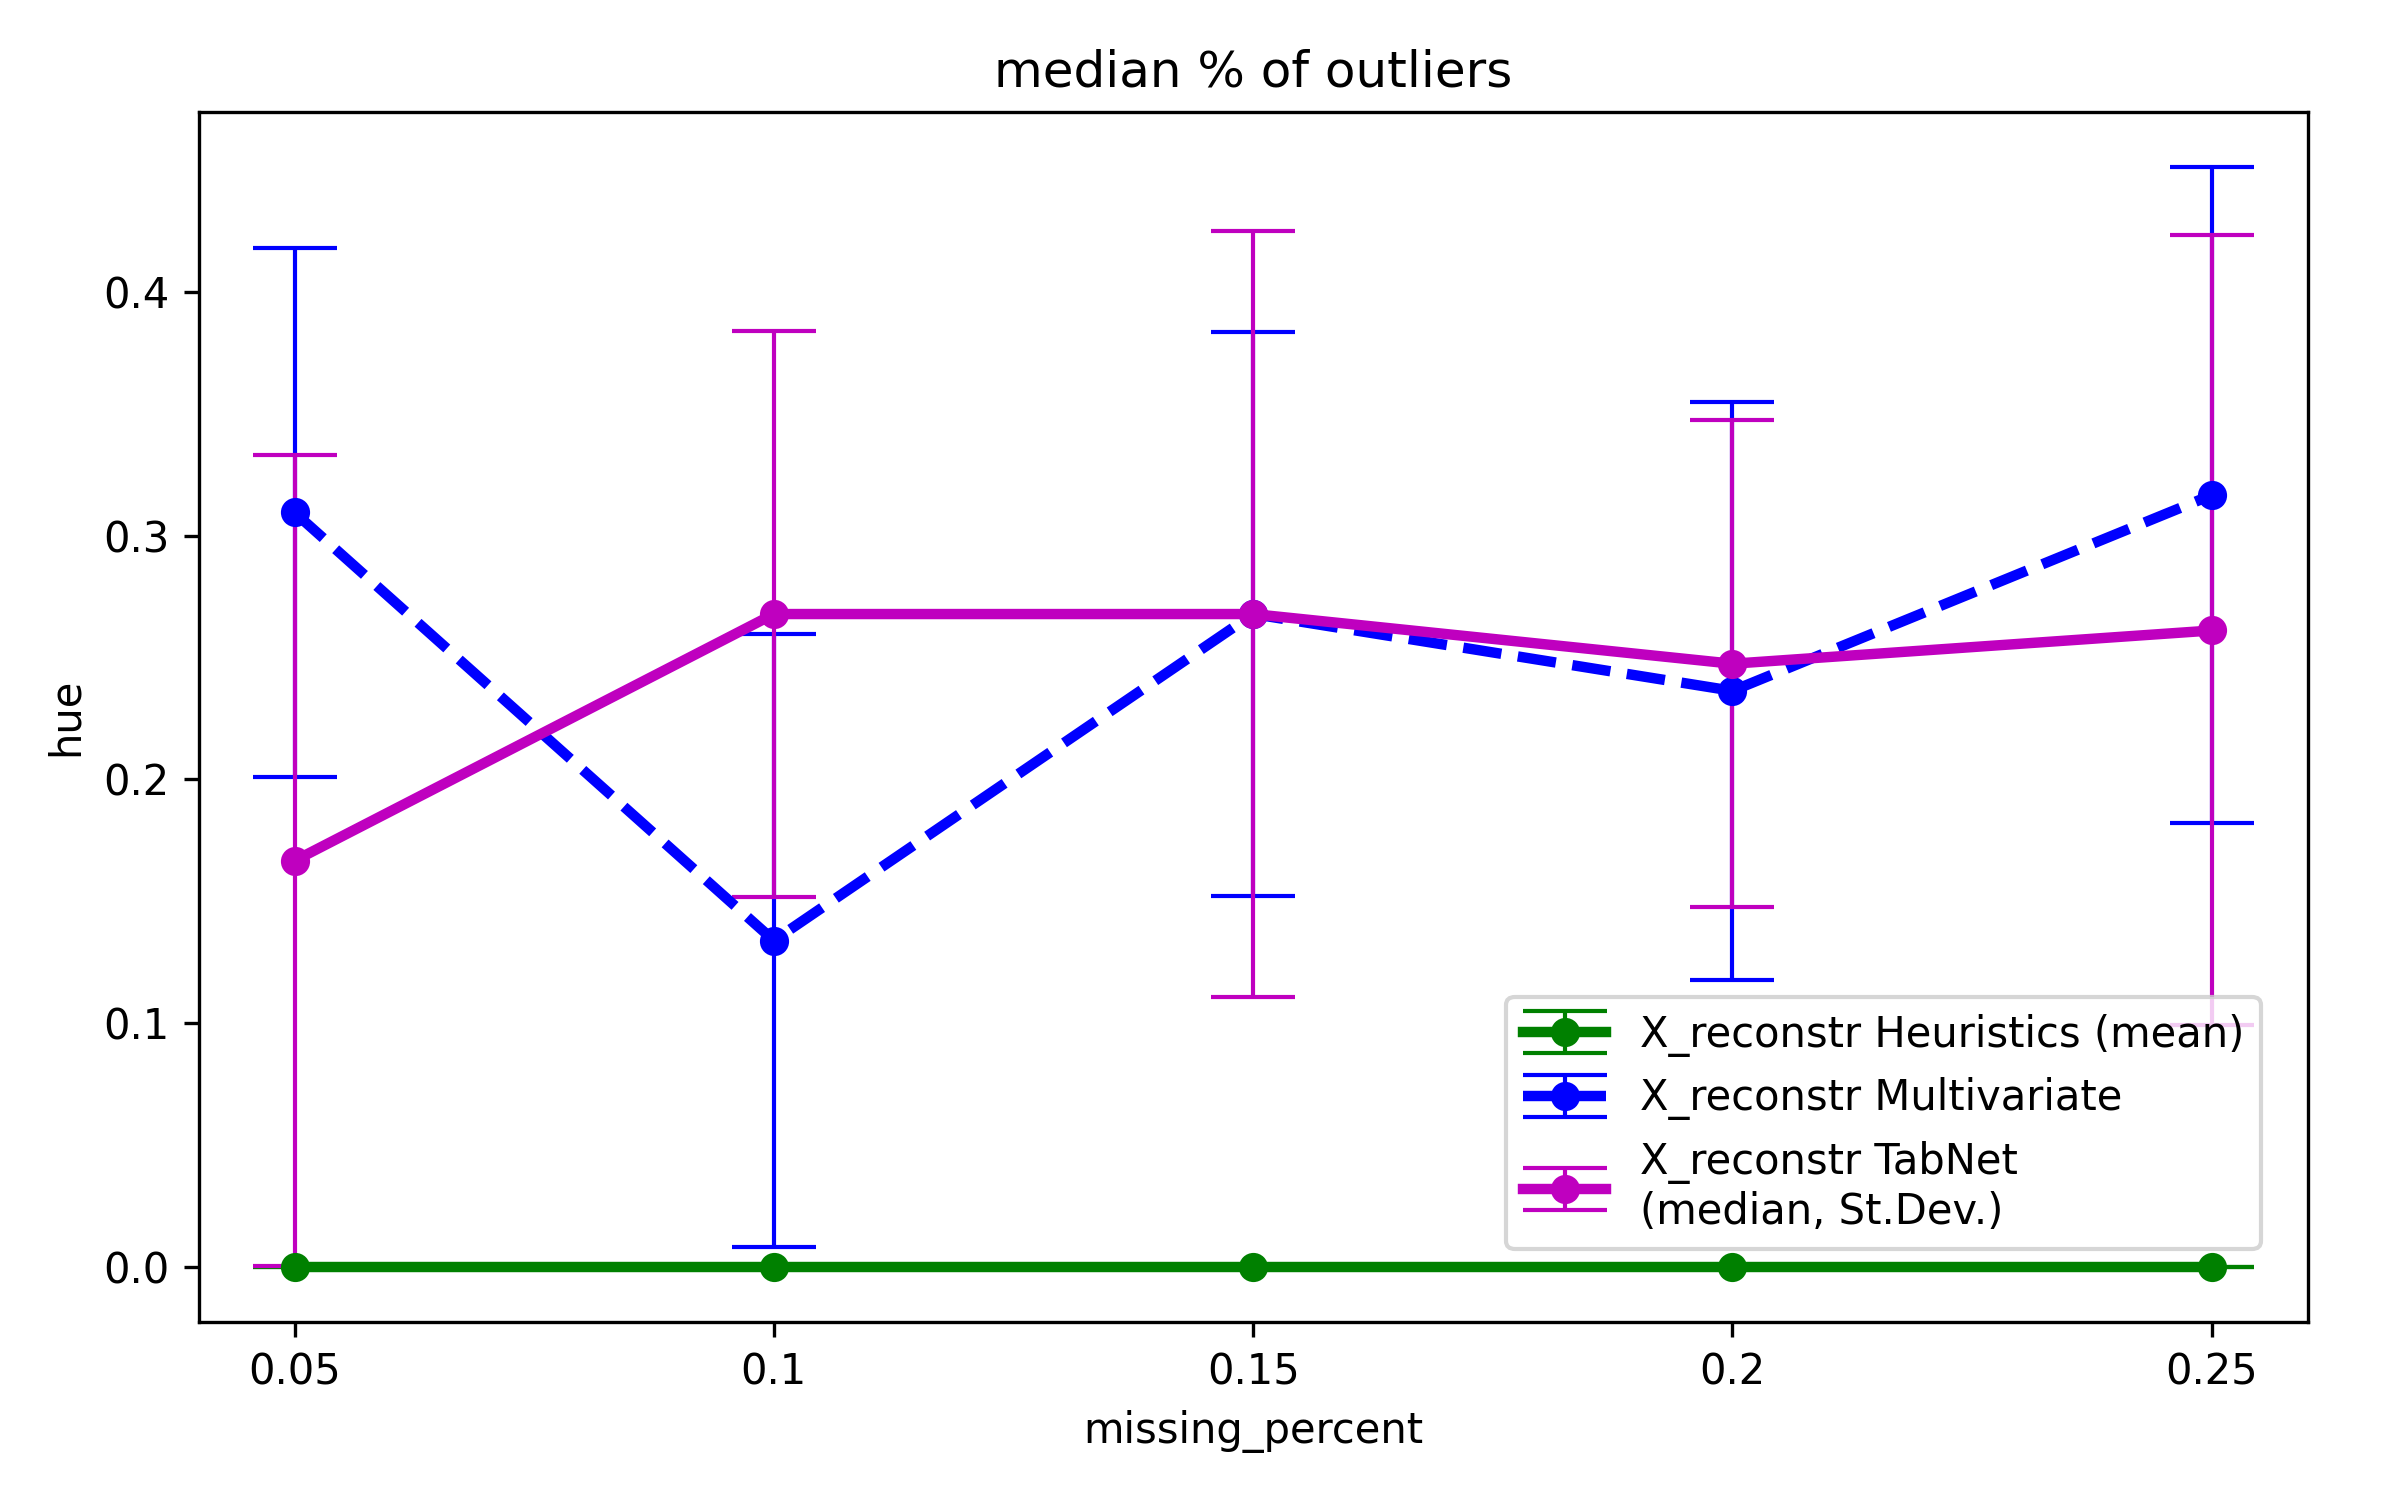 median % of outliers
hue
0.4
0.3
0.2
0.1
0.0
X_reconstr Heuristics (mean)
X_reconstr Multivariate
X_reconstr TabNet
(median, St.Dev.)
0.05
0.1
0.15
0.2
0.25
missing_percent